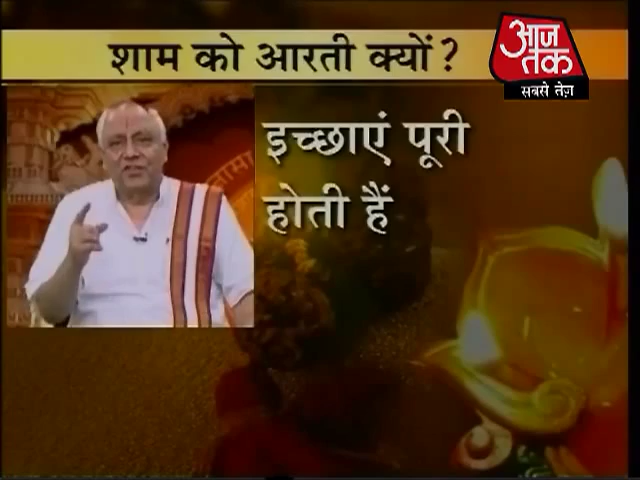 शाम को आरती क्यों?
आज
तक
सबसे तेज़
इच्छाएं पूरी
होती हैं